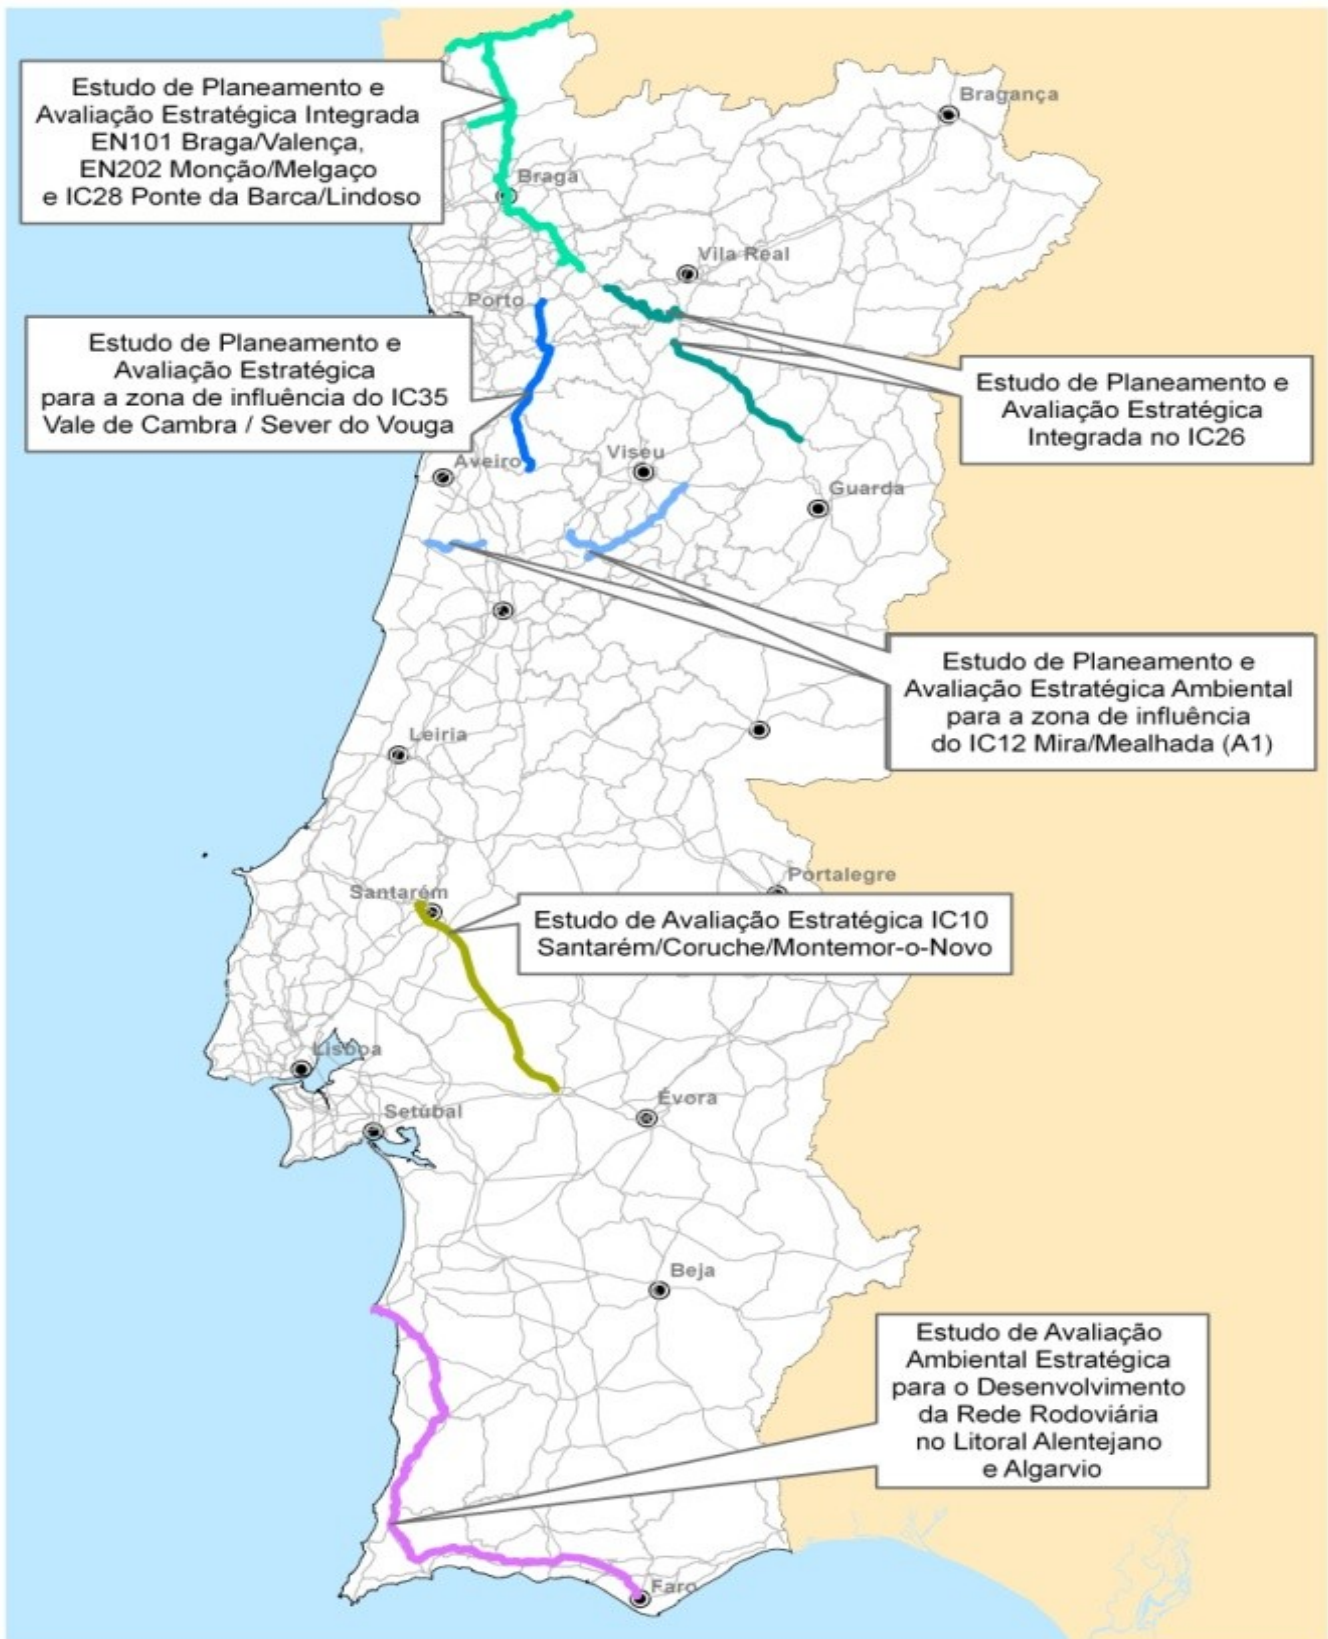 Estudo de Planeamento e
Avaliação Estratégica Integrada
EN101 Braga/Valença,
EN202 Monção/Melgaço
e IC28 Ponte da Barca/Lindoso
Bragança
Braga
Vila Real
Porto
Estudo de Planeamento e
Avaliação Estratégica
para a zona de influência do IC35
Vale de Cambra / Sever do Vouga
Estudo de Planeamento e
Avaliação Estratégica
Integrada no IC26
Aveiro
Viseu
Guarda
Estudo de Planeamento e
Avaliação Estratégica Ambiental
para a zona de influência
do IC12 Mira/Mealhada (A1)
Leiria
Portalegre
Santarém
Estudo de Avaliação Estratégica IC10
Santarém/Coruche/Montemor-o-Novo
Lisboa
Setúbal
Évora
Beja
Estudo de Avaliação
Ambiental Estratégica
para o Desenvolvimento
da Rede Rodoviária
no Litoral Alentejano
e Algarvio
Faro